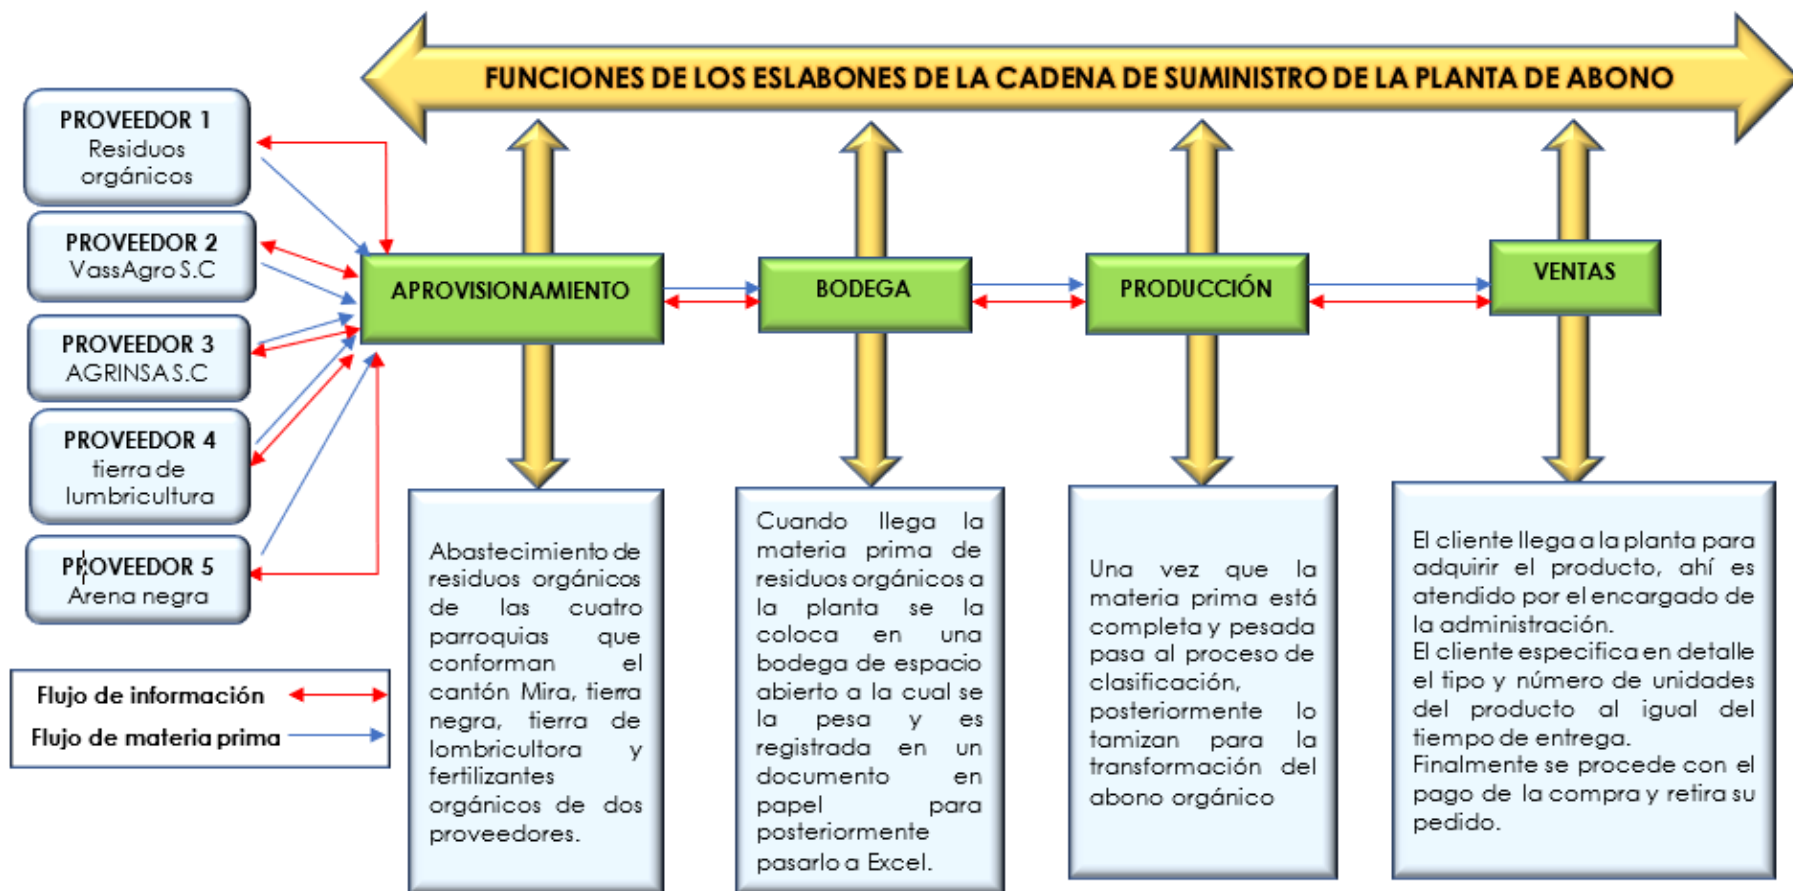 FUNCIONES DE LOS ESLABONES DE LA CADENA DE SUMINISTRO DE LA PLANTA DE ABONO
PROVEEDOR 1
Residuos
orgánicos
PROVEEDOR 2
VassAgro S.C
PROVEEDOR 3
AGRINSA S.C
PROVEEDOR 4
tierra de
lumbricultura
PROVEEDOR 5
Arena negra
APROVISIONAMIENTO
BODEGA
PRODUCCIÓN
VENTAS
Abastecimiento de
residuos orgánicos
de las cuatro
parroquias que
conforman el
cantón Mira, tierra
negra, tierra de
lombricultora y
fertilizantes
orgánicos de dos
proveedores.
Cuando llega la
materia prima de
residuos orgánicos a
la planta se la
coloca en una
bodega de espacio
abierto a la cual se
la pesa y es
registrada en un
documento en
papel para
posteriormente
pasarlo a Excel.
Una vez que la
materia prima está
completa y pesada
pasa al proceso de
clasificación,
posteriormente lo
tamizan para la
transformación del
abono orgánico
El cliente llega a la planta para
adquirir el producto, ahí es
atendido por el encargado de
la administración.
El cliente especifica en detalle
el tipo y número de unidades
del producto al igual del
tiempo de entrega.
Finalmente se procede con el
pago de la compra y retira su
pedido.
Flujo de información
Flujo de materia prima